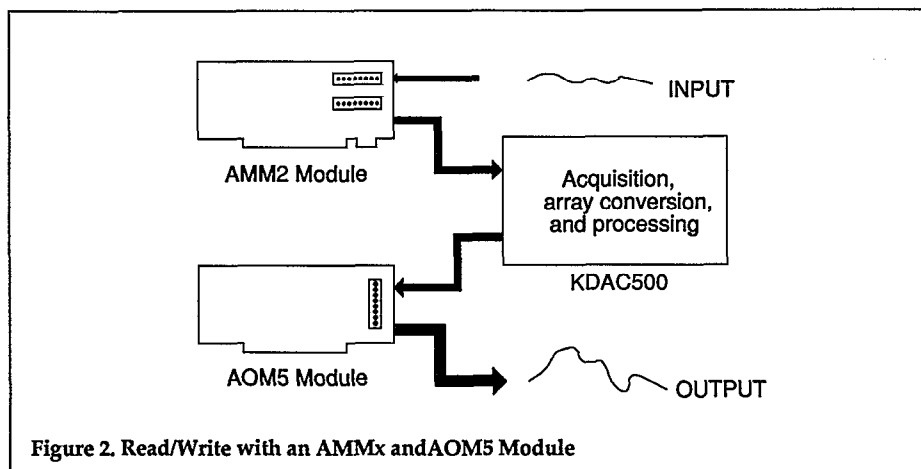 INPUT
AMM2 Module
Acquisition,
array conversion,
and processing
KDAC500
AOM5 Module
OUTPUT
Figure 2. Read/Write with an AMMx andAOM5 Module